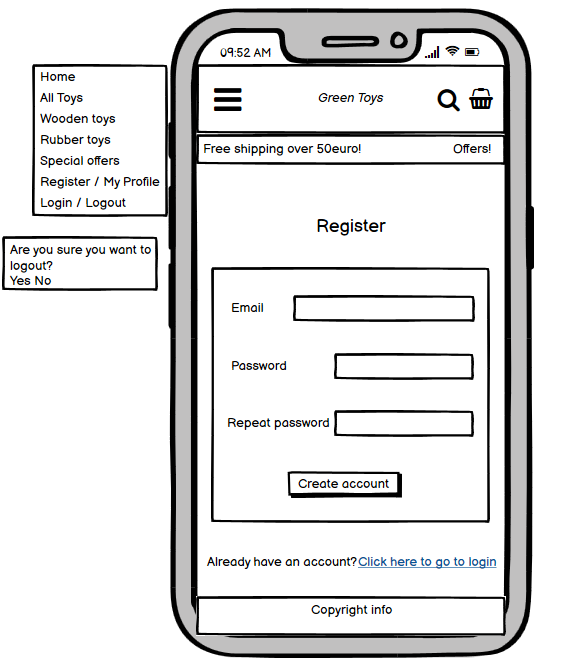 09:52 AM
Home
All Toys
Wooden toys
Rubber toys
Special offers
Register / My Profile
Login / Logout
Are you sure you want to
logout?
Yes No
Green Toys
Free shipping over 50euro! Offers!
Register
Email
Password
Repeat password
Create account
Already have an account? Click here to go to login
Copyright info